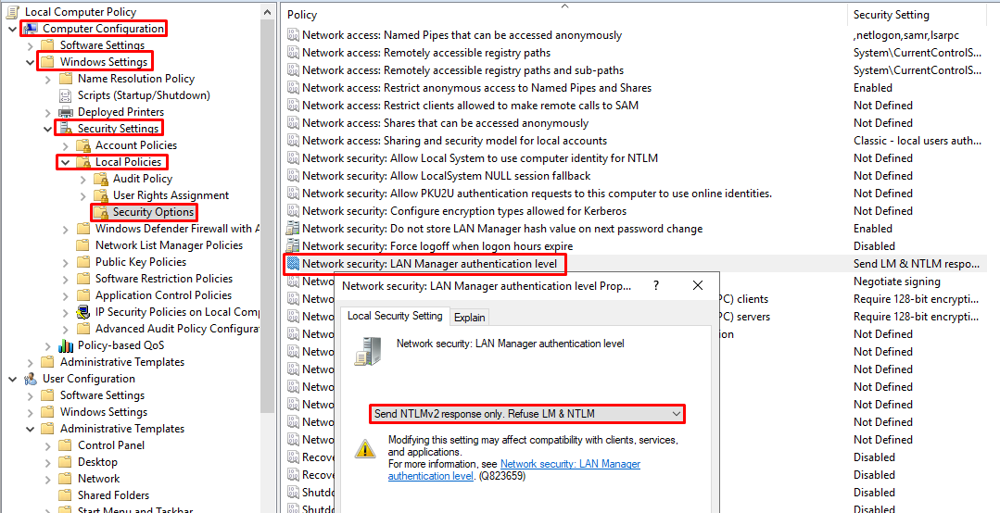 Local Computer Policy
Computer Configuration
Software Settings
Windows Settings
Name Resolution Policy
Scripts (Startup/Shutdown)
Deployed Printers
Security Settings
Account Policies
Local Policies
Audit Policy
User Rights Assignment
Security Options
Windows Defender Firewall with A
Network List Manager Policies
Public Key Policies
Software Restriction Policies
Application Control Policies
IP Security Policies on Local Comp
Advanced Audit Policy Configurat
Policy-based QoS
Administrative Templates
User Configuration
Software Settings
Windows Settings
Administrative Templates
Control Panel
Desktop
Network
Shared Folders
Start Menu and Taskbar
Policy Security Setting
Network access: Named Pipes that can be accessed anonymously ,netlogon,samr,lsarpc
Network access: Remotely accessible registry paths System\CurrentControlS...
Network access: Remotely accessible registry paths and sub-paths System\CurrentControlS...
Network access: Restrict anonymous access to Named Pipes and Shares Enabled
Network access: Restrict clients allowed to make remote calls to SAM Not Defined
Network access: Shares that can be accessed anonymously Not Defined
Network access: Sharing and security model for local accounts Classic - local users auth...
Network security: Allow Local System to use computer identity for NTLM Not Defined
Network security: Allow LocalSystem NULL session fallback Not Defined
Network security: Allow PKU2U authentication requests to this computer to use online identities. Not Defined
Network security: Configure encryption types allowed for Kerberos Not Defined
Network security: Do not store LAN Manager hash value on next password change Enabled
Network security: Force logoff when logon hours expire Disabled
Network security: LAN Manager authentication level Send LM & NTLM respo...
Netwo Negotiate signing
Netwo PC) clients Require 128-bit encryptio...
Netwo PC) servers Require 128-bit encryptio...
Netwo ion Not Defined
Netwo Not Defined
Netwo Not Defined
Netwo Not Defined
Netwo Not Defined
Netwo Not Defined
Recove Disabled
Recove Disabled
Shutdo Disabled
Shutdo Disabled
Network security: LAN Manager authentication level Prop... ?
Local Security Setting Explain
Network security: LAN Manager authentication level
Send NTLMv2 response only. Refuse LM & NTLM
Modifying this setting may affect compatibility with clients, services,
and applications.
For more information, see Network security: LAN Manager
authentication level. (Q823659)